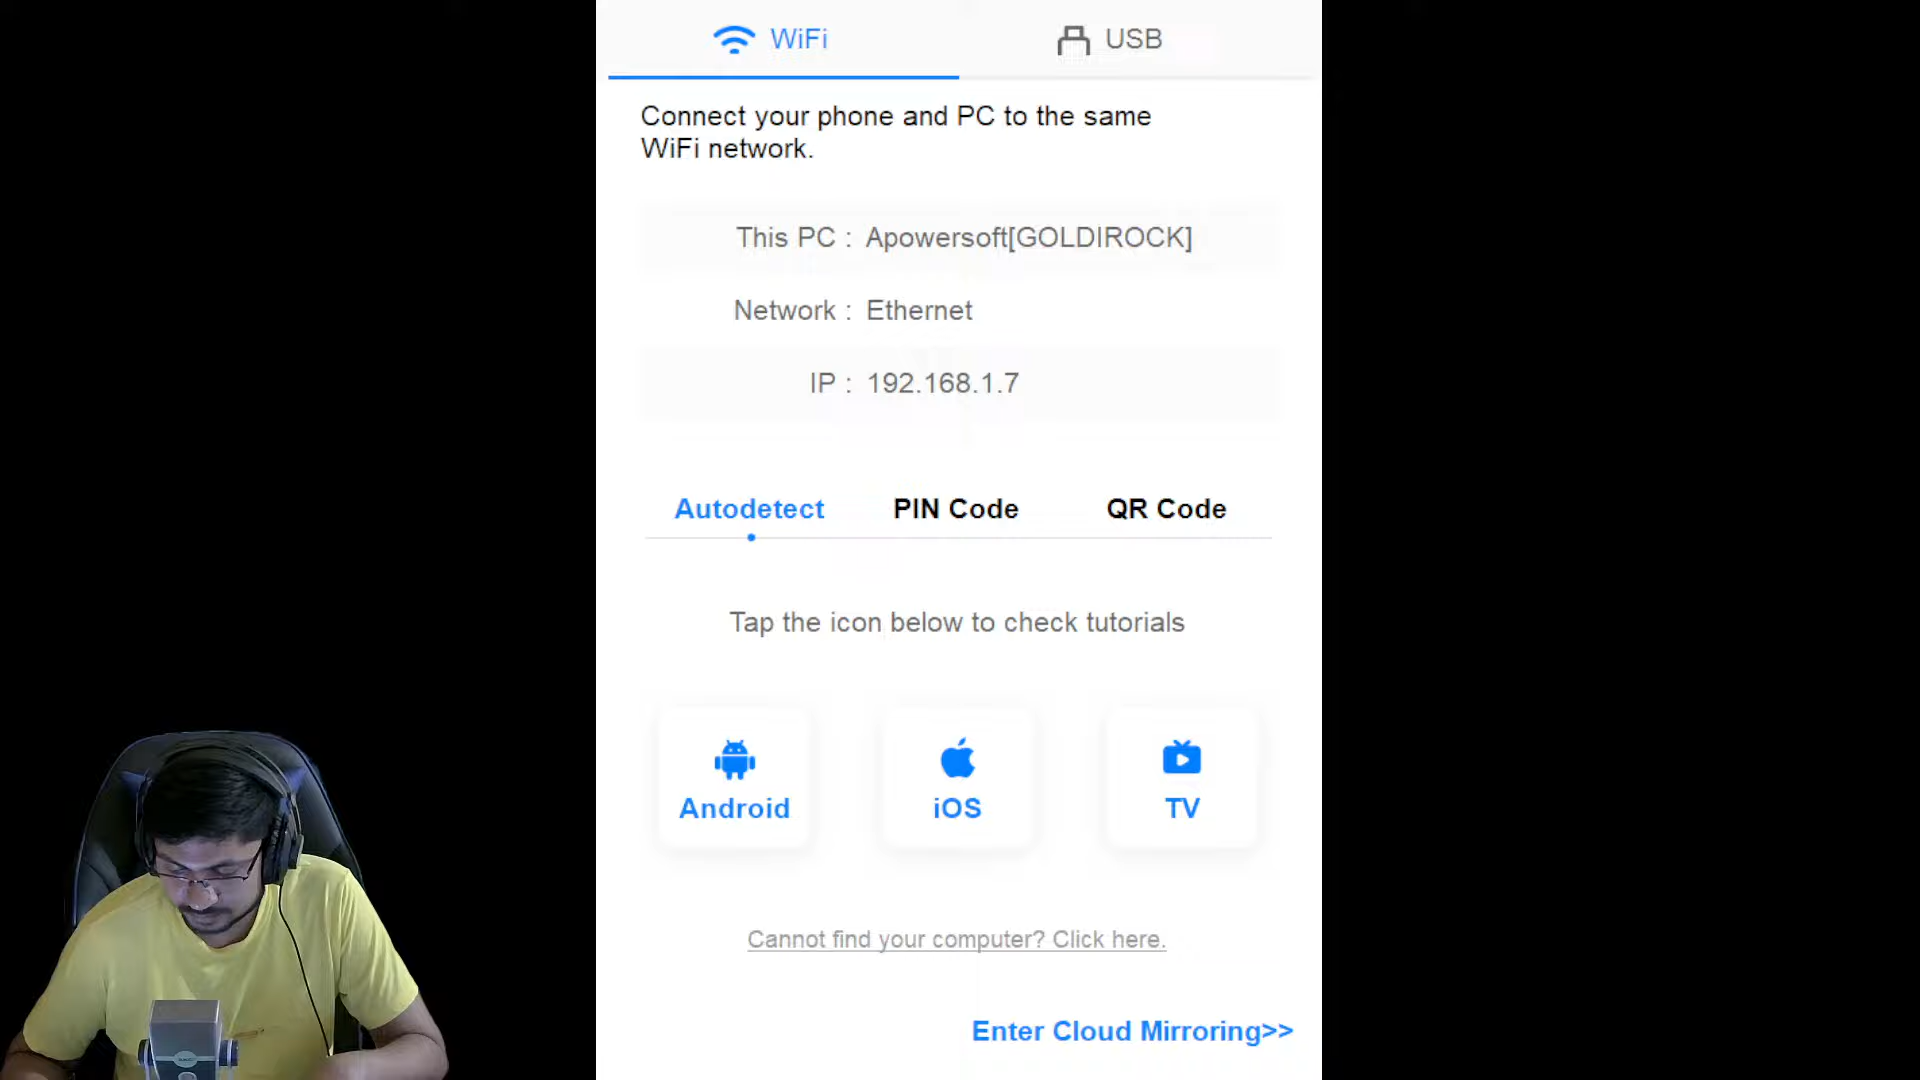 WiFi
USB
Connect your phone and PC to the same
WiFi network.
This PC : Apowersoft[GOLDIROCK]
Network : Ethernet
IP : 192.168.1.7
Autodetect
PIN Code
QR Code
Tap the icon below to check tutorials
Android
iOS
TV
Cannot find your computer? Click here.
Enter Cloud Mirroring>>